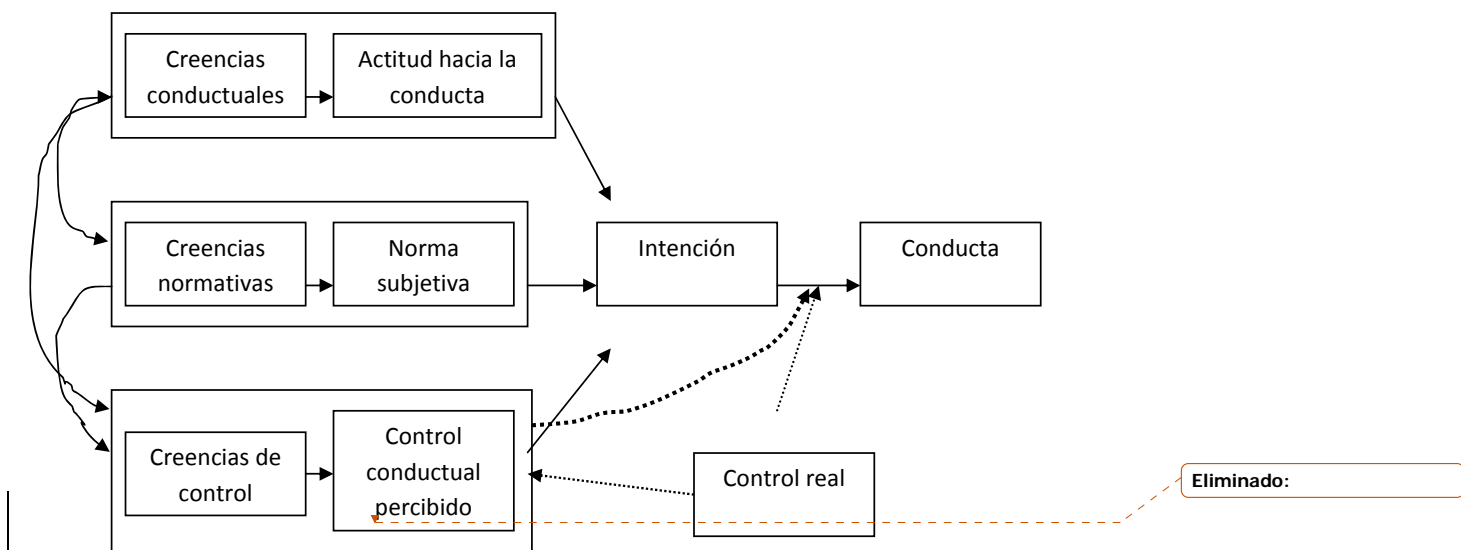 Creencias
conductuales
Actitud hacia la
conducta
Creencias
normativas
Norma
subjetiva
Intención
Conducta
Creencias de
control
Control
conductual
percibido
Control real
Eliminado: